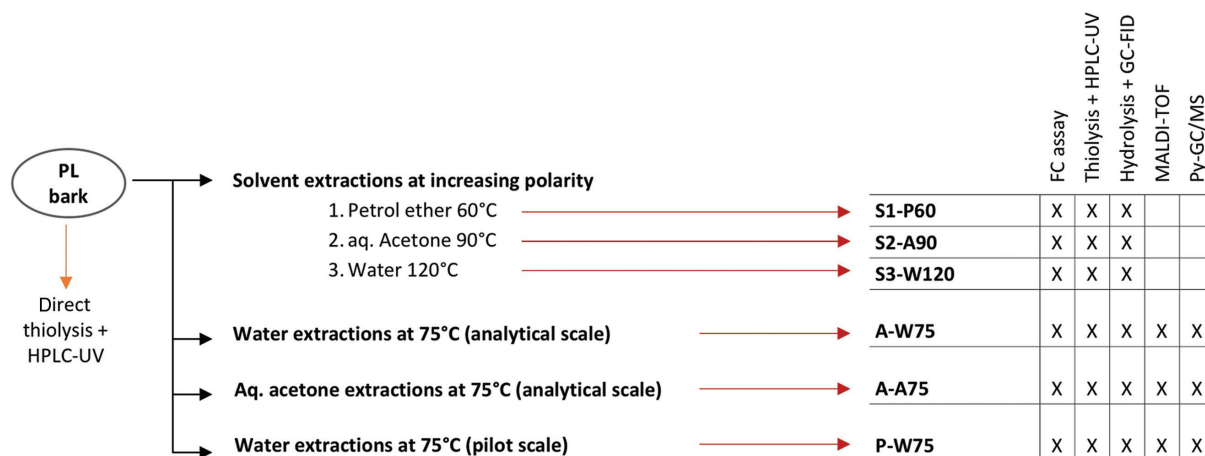 FC assay
Thiolysis + HPLC-UV
Hydrolysis + GC-FID
MALDI-TOF
Py-GC/MS
PL
bark
Direct
thiolysis +
HPLC-UV
Solvent extractions at increasing polarity
1. Petrol ether 60°C S1-P60 X X X
2. aq. Acetone 90°C S2-A90 X X X
3. Water 120°C S3-W120 X X X
Water extractions at 75°C (analytical scale) A-W75 X X X X X
Aq. acetone extractions at 75°C (analytical scale) A-A75 X X X X X
Water extractions at 75°C (pilot scale) P-W75 X X X X X